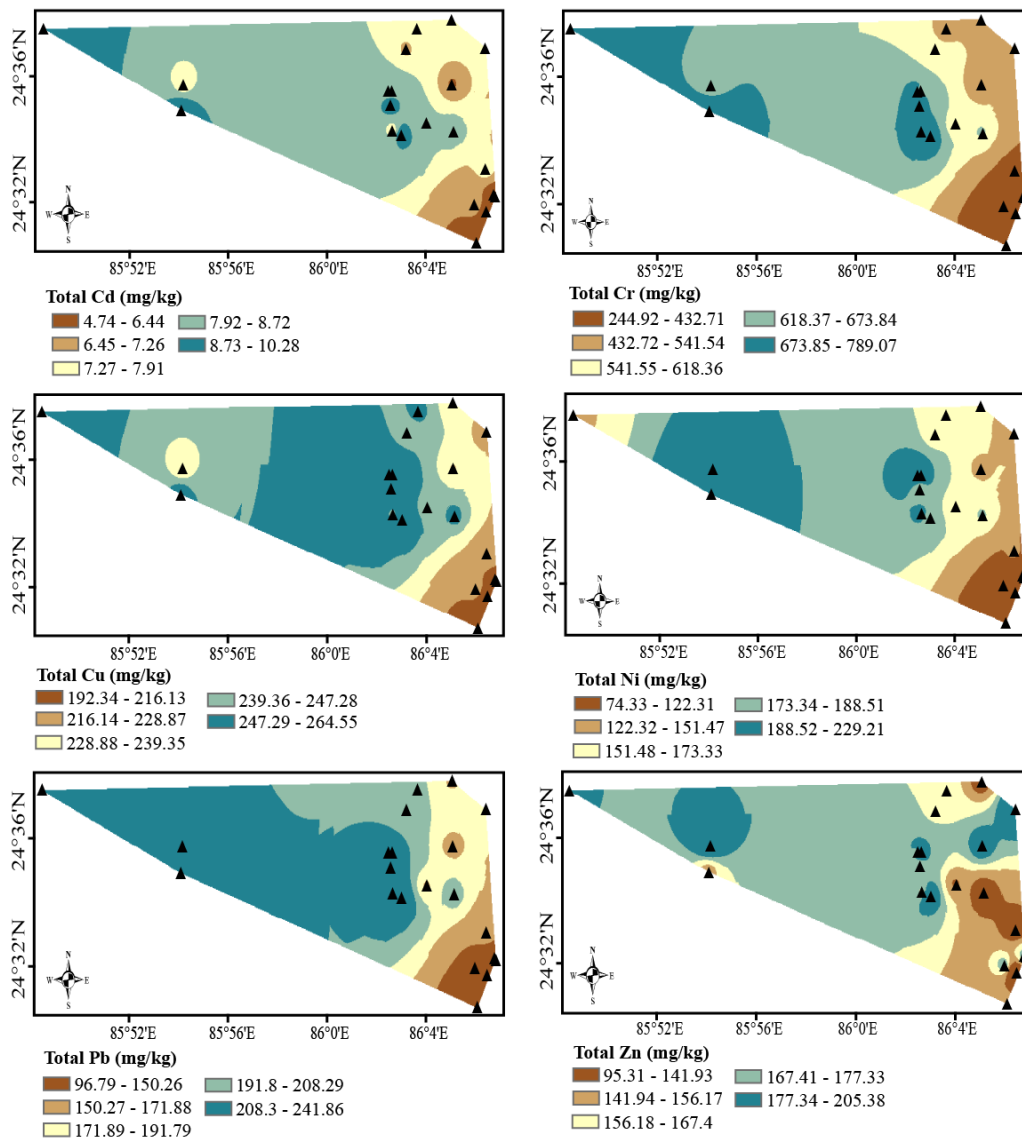 24°36'N
24°32'N
N
W E
S
85°52'E 85°56'E 86°0'E 86°4'E
Total Cd (mg/kg)
4.74 - 6.44 7.92 - 8.72
6.45 - 7.26 8.73 - 10.28
7.27 - 7.91
24°36'N
24°32'N
N
W E
S
85°52'E 85°56'E 86°0'E 86°4'E
Total Cr (mg/kg)
244.92 - 432.71 618.37 - 673.84
432.72 - 541.54 673.85 - 789.07
541.55 - 618.36
24°36'N
24°32'N
N
W E
S
85°52'E 85°56'E 86°0'E 86°4'E
Total Cu (mg/kg)
192.34 - 216.13 239.36 - 247.28
216.14 - 228.87 247.29 - 264.55
228.88 - 239.35
24°36'N
24°32'N
N
W E
S
85°52'E 85°56'E 86°0'E 86°4'E
Total Ni (mg/kg)
74.33 - 122.31 173.34 - 188.51
122.32 - 151.47 188.52 - 229.21
151.48 - 173.33
24°36'N
24°32'N
N
W E
S
85°52'E 85°56'E 86°0'E 86°4'E
Total Pb (mg/kg)
96.79 - 150.26 191.8 - 208.29
150.27 - 171.88 208.3 - 241.86
171.89 - 191.79
24°36'N
24°32'N
N
W E
S
85°52'E 85°56'E 86°0'E 86°4'E
Total Zn (mg/kg)
95.31 - 141.93 167.41 - 177.33
141.94 - 156.17 177.34 - 205.38
156.18 - 167.4